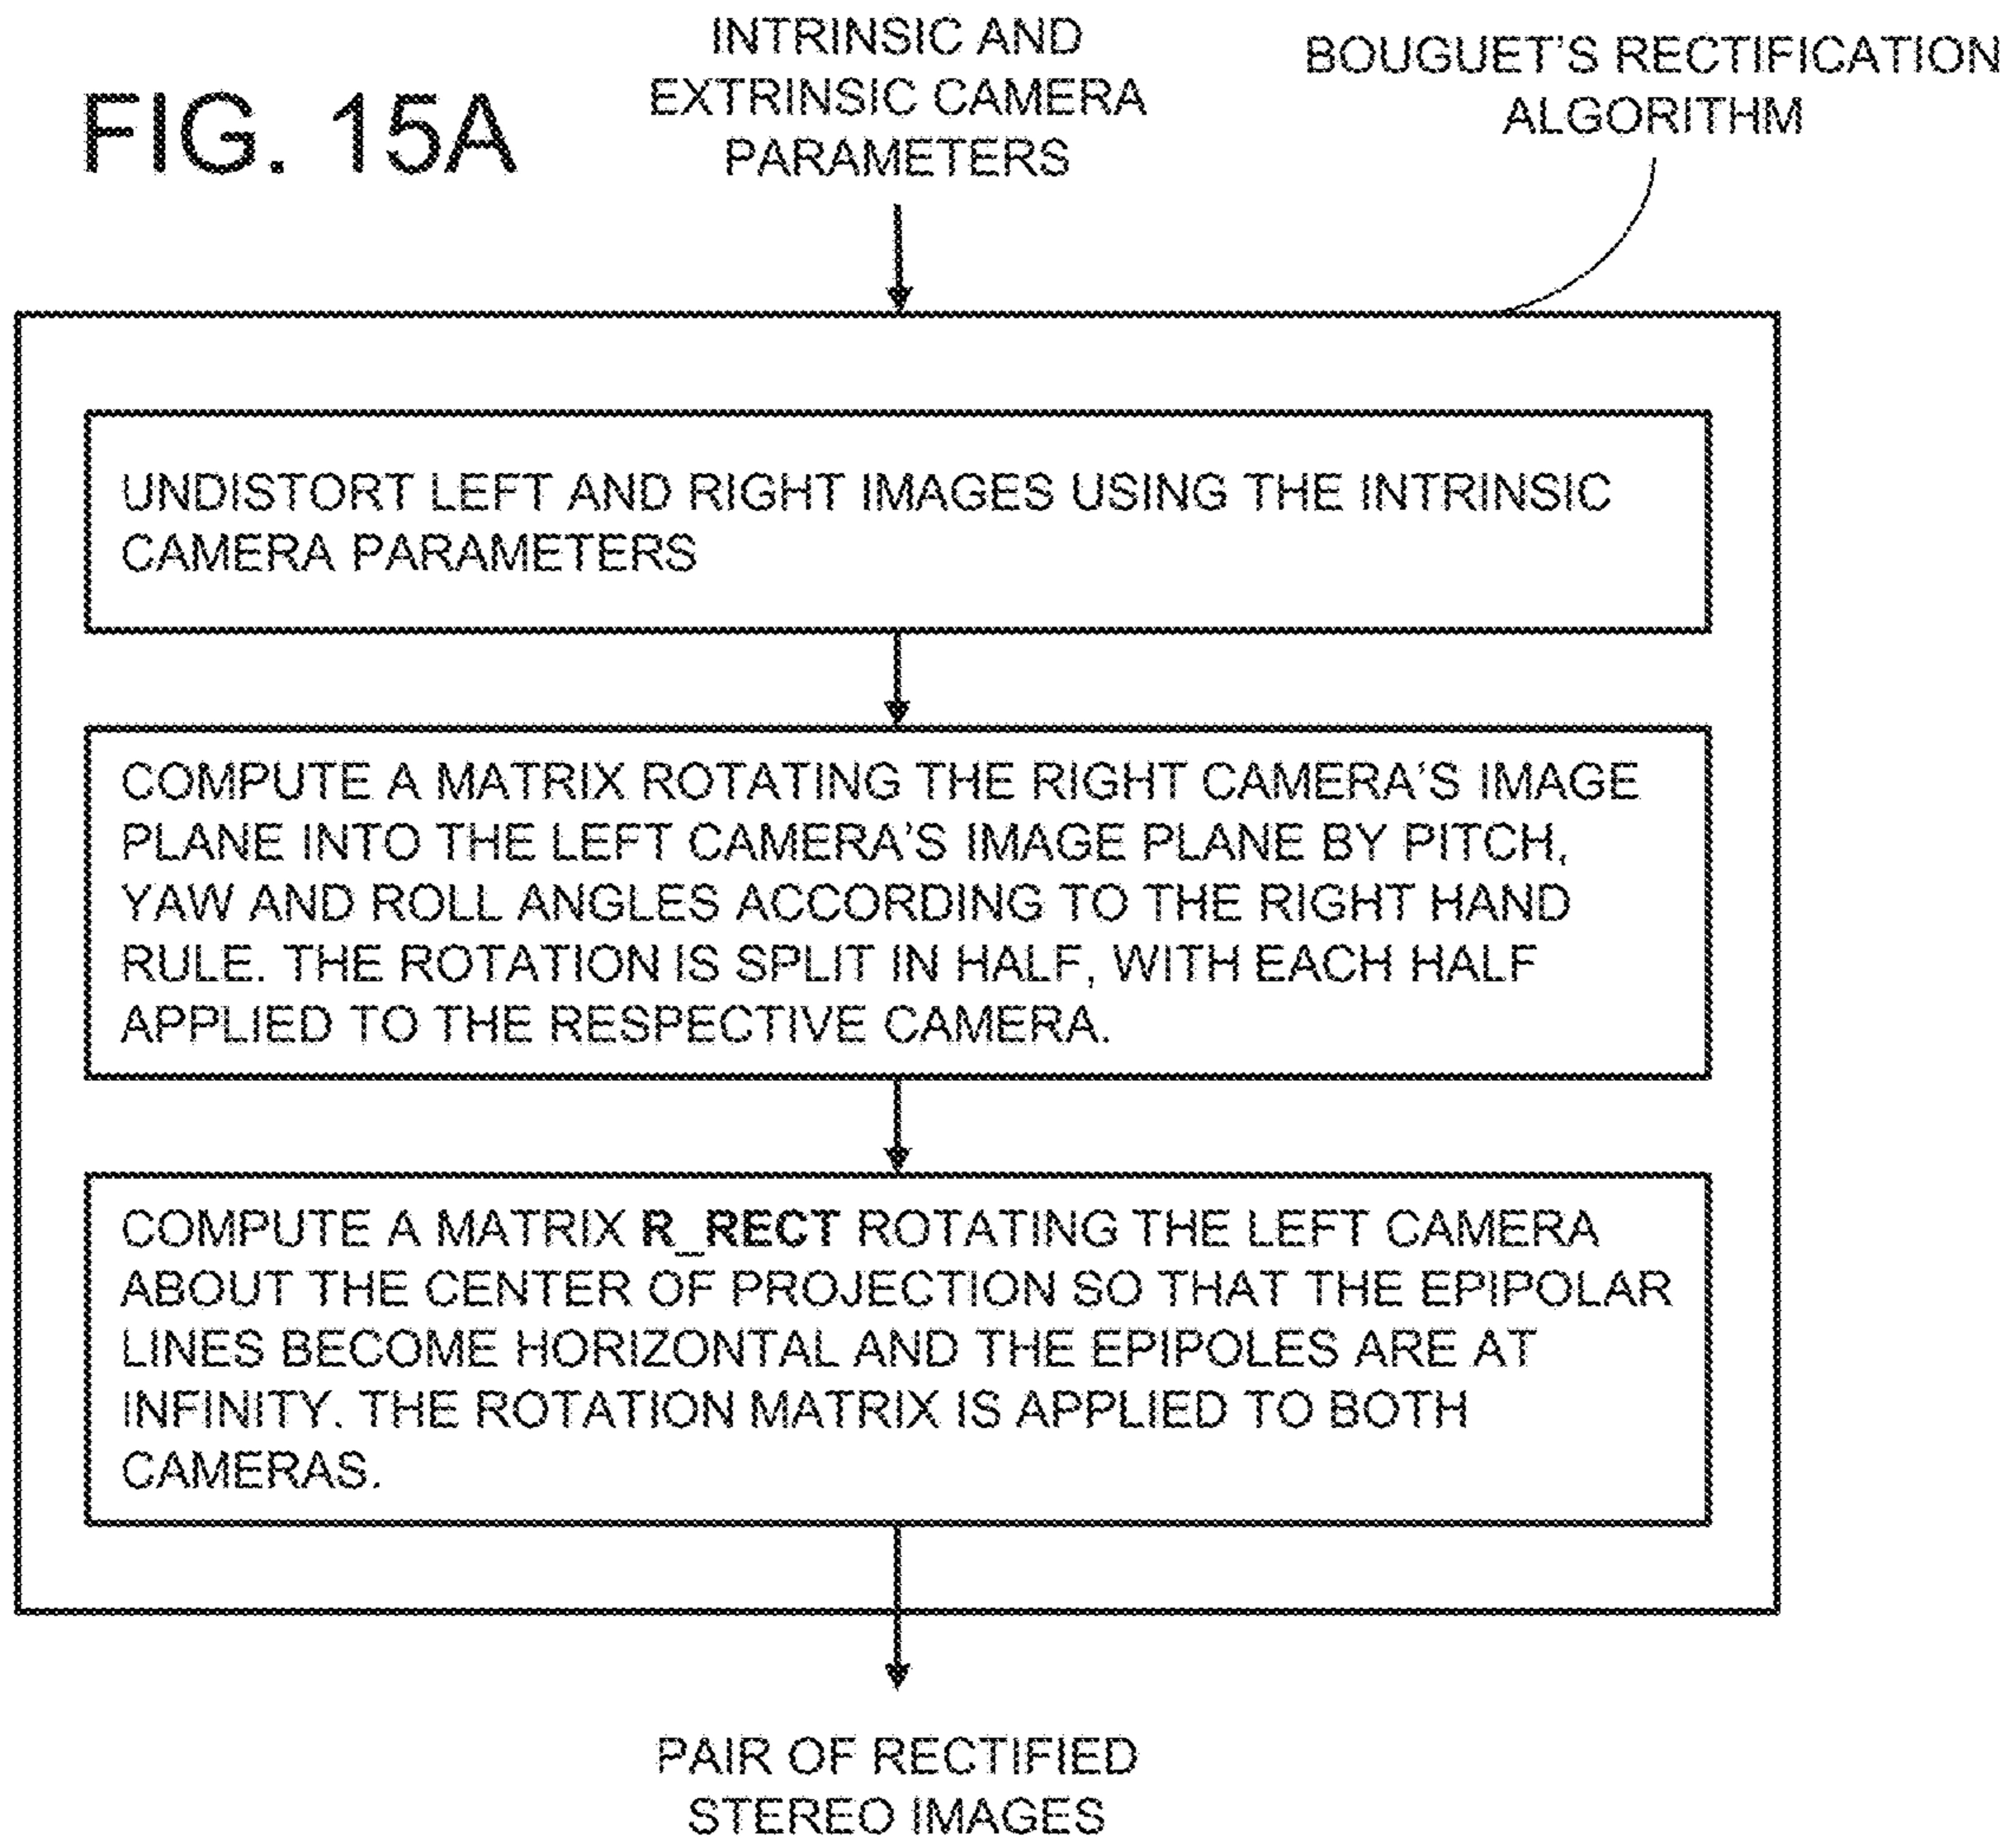 FIG. 15A
INTRINSIC AND
EXTRINSIC CAMERA
PARAMETERS
BOUGUET'S RECTIFICATION
ALGORITHM
UNDISTORT LEFT AND RIGHT IMAGES USING THE INTRINSIC
CAMERA PARAMETERS
COMPUTE A MATRIX ROTATING THE RIGHT CAMERA'S IMAGE
PLANE INTO THE LEFT CAMERA'S IMAGE PLANE BY PITCH,
YAW AND ROLL ANGLES ACCORDING TO THE RIGHT HAND
RULE. THE ROTATION IS SPLIT IN HALF, WITH EACH HALF
APPLIED TO THE RESPECTIVE CAMERA.
COMPUTE A MATRIX R_RECT ROTATING THE LEFT CAMERA
ABOUT THE CENTER OF PROJECTION SO THAT THE EPIPOLAR
LINES BECOME HORIZONTAL AND THE EPIPOLES ARE AT
INFINITY. THE ROTATION MATRIX IS APPLIED TO BOTH
CAMERAS.
PAIR OF RECTIFIED
STEREO IMAGES